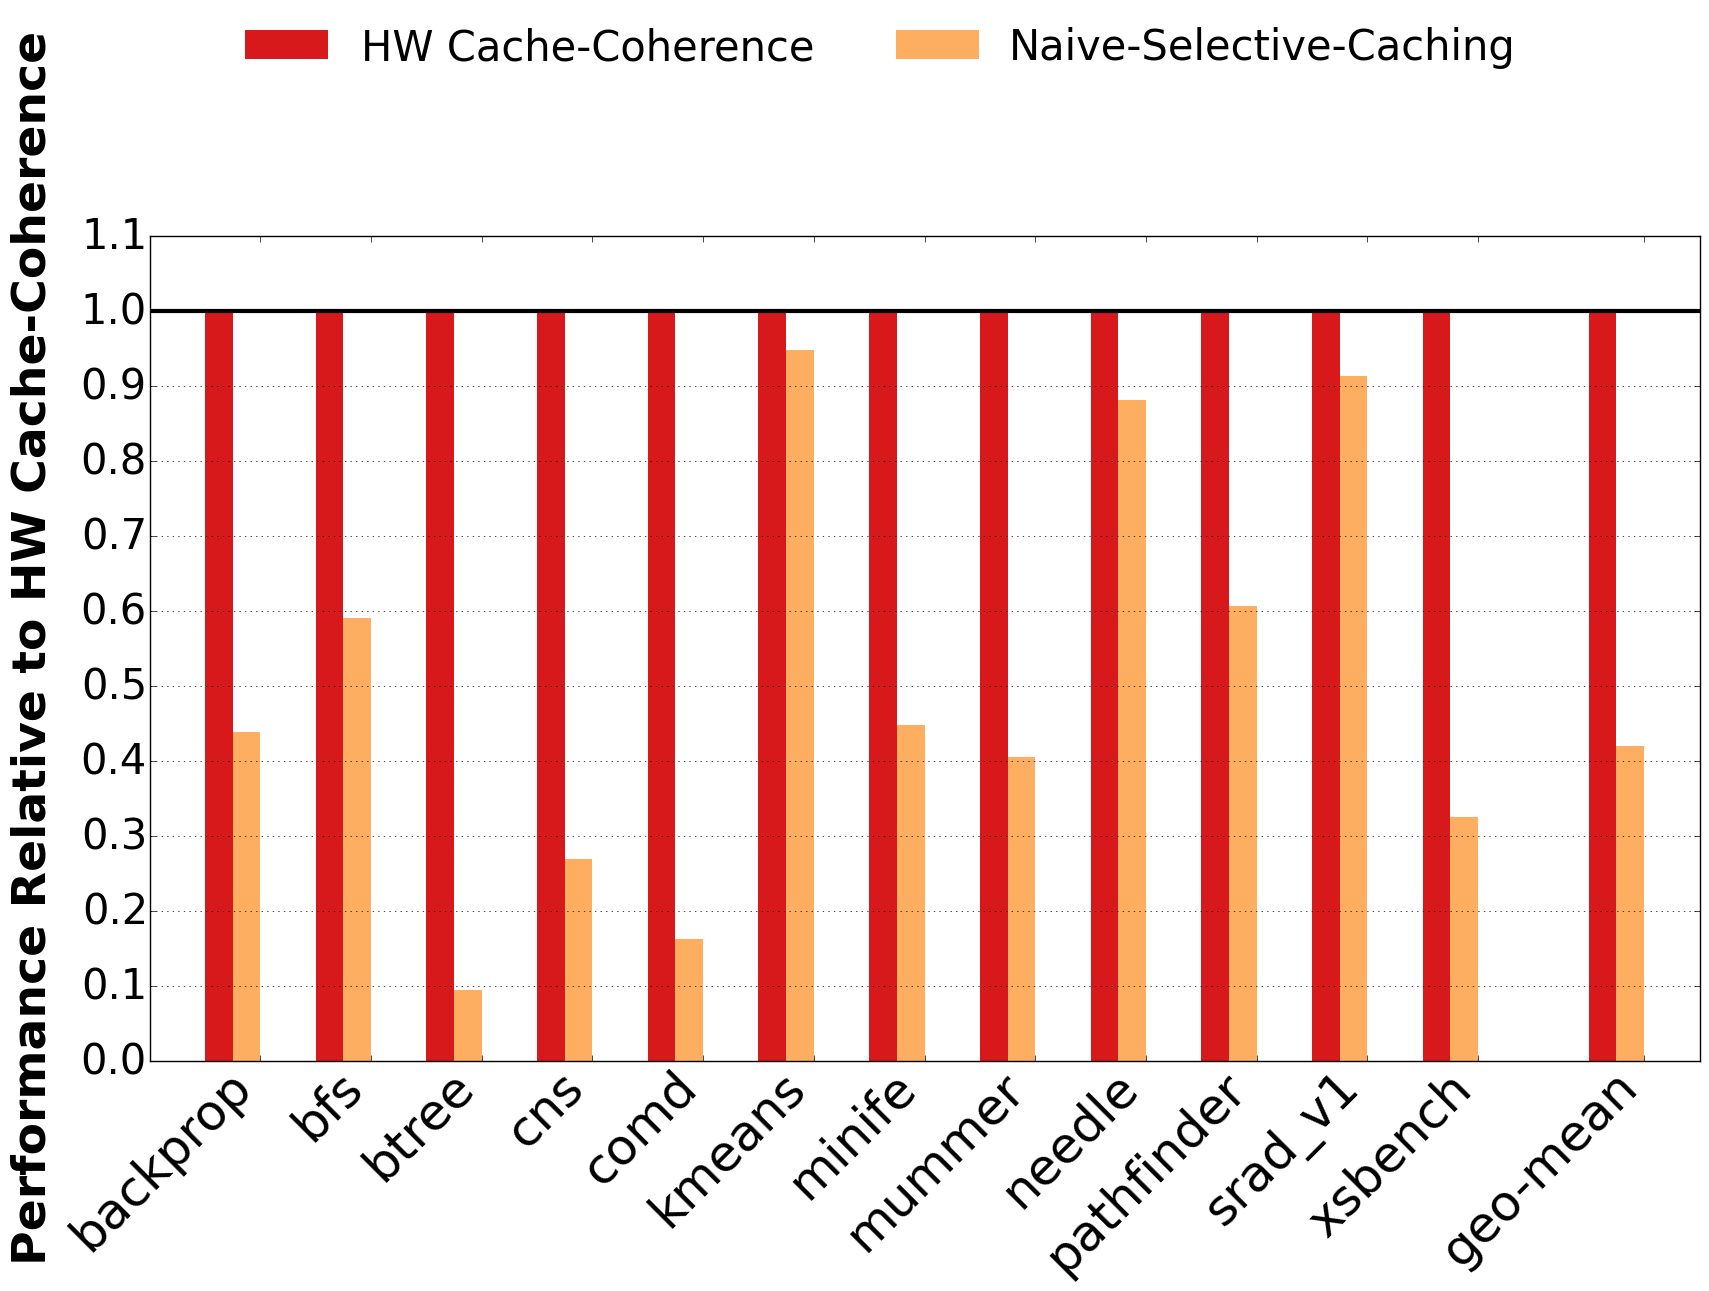 HW Cache-Coherence
Naive-Selective-Caching
Performance Relative to HW Cache-Coherence
1.1
1.0
0.9
0.8
0.7
0.6
0.5
0.4
0.3
0.2
0.1
0.0
backprop
bfs
btree
cns
comd
kmeans
minife
mummer
needle
pathfinder
srad_v1
xsbench
geo-mean